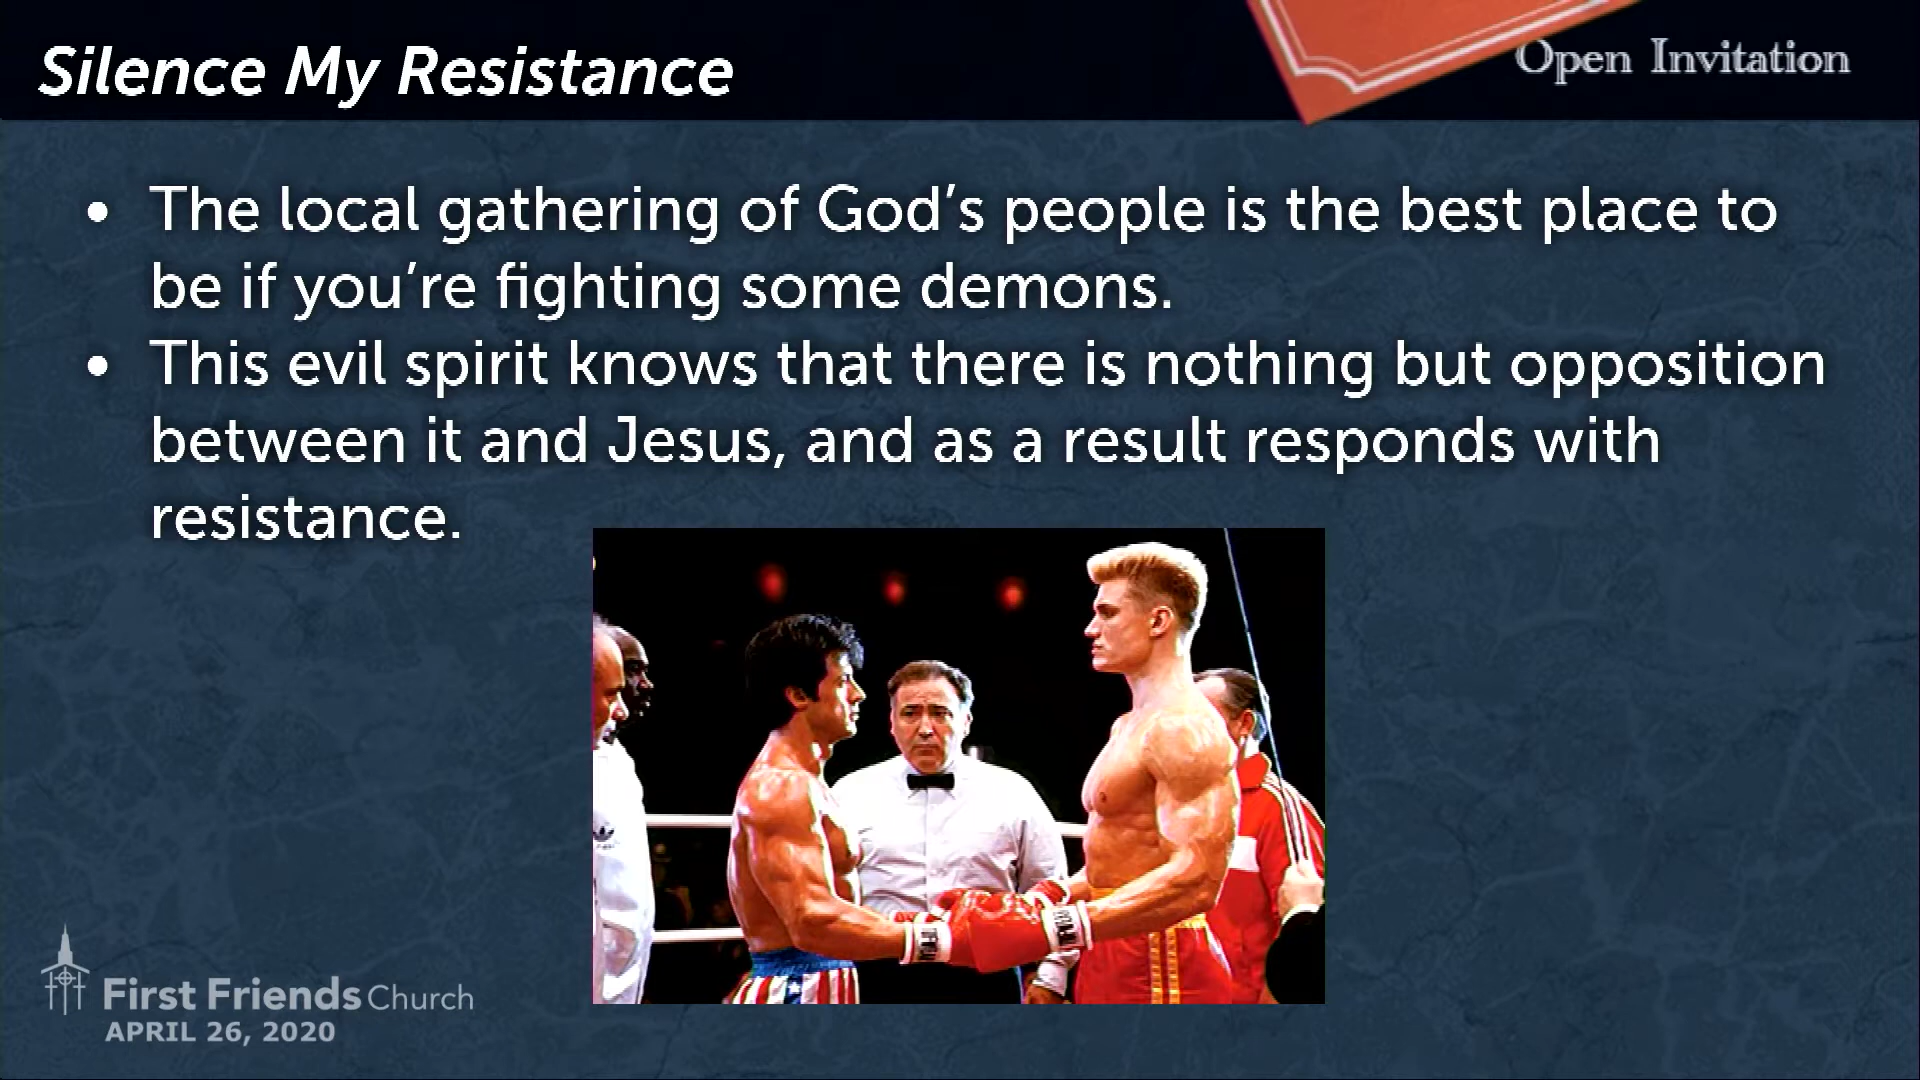 Silence My Resistance
Open Invitation
• The local gathering of God’s people is the best place to
be if you’re fighting some demons.
• This evil spirit knows that there is nothing but opposition
between it and Jesus, and as a result responds with
resistance.
First Friends Church
APRIL 26, 2020